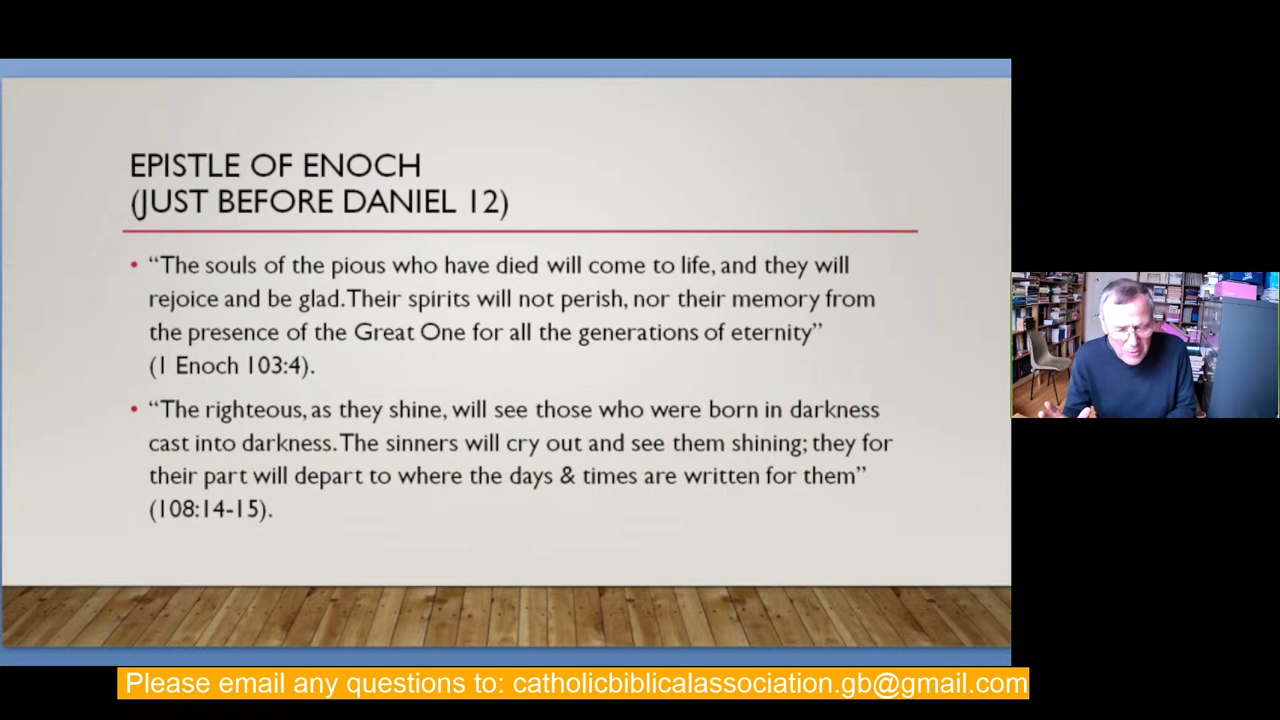 EPISTLE OF ENOCH
(JUST BEFORE DANIEL 12)
• “The souls of the pious who have died will come to life, and they will
rejoice and be glad. Their spirits will not perish, nor their memory from
the presence of the Great One for all the generations of eternity”
(1 Enoch 103:4).
• “The righteous, as they shine, will see those who were born in darkness
cast into darkness. The sinners will cry out and see them shining; they for
their part will depart to where the days & times are written for them”
(108:14-15).
Please email any questions to: catholicbiblicalassociation.gb@gmail.com